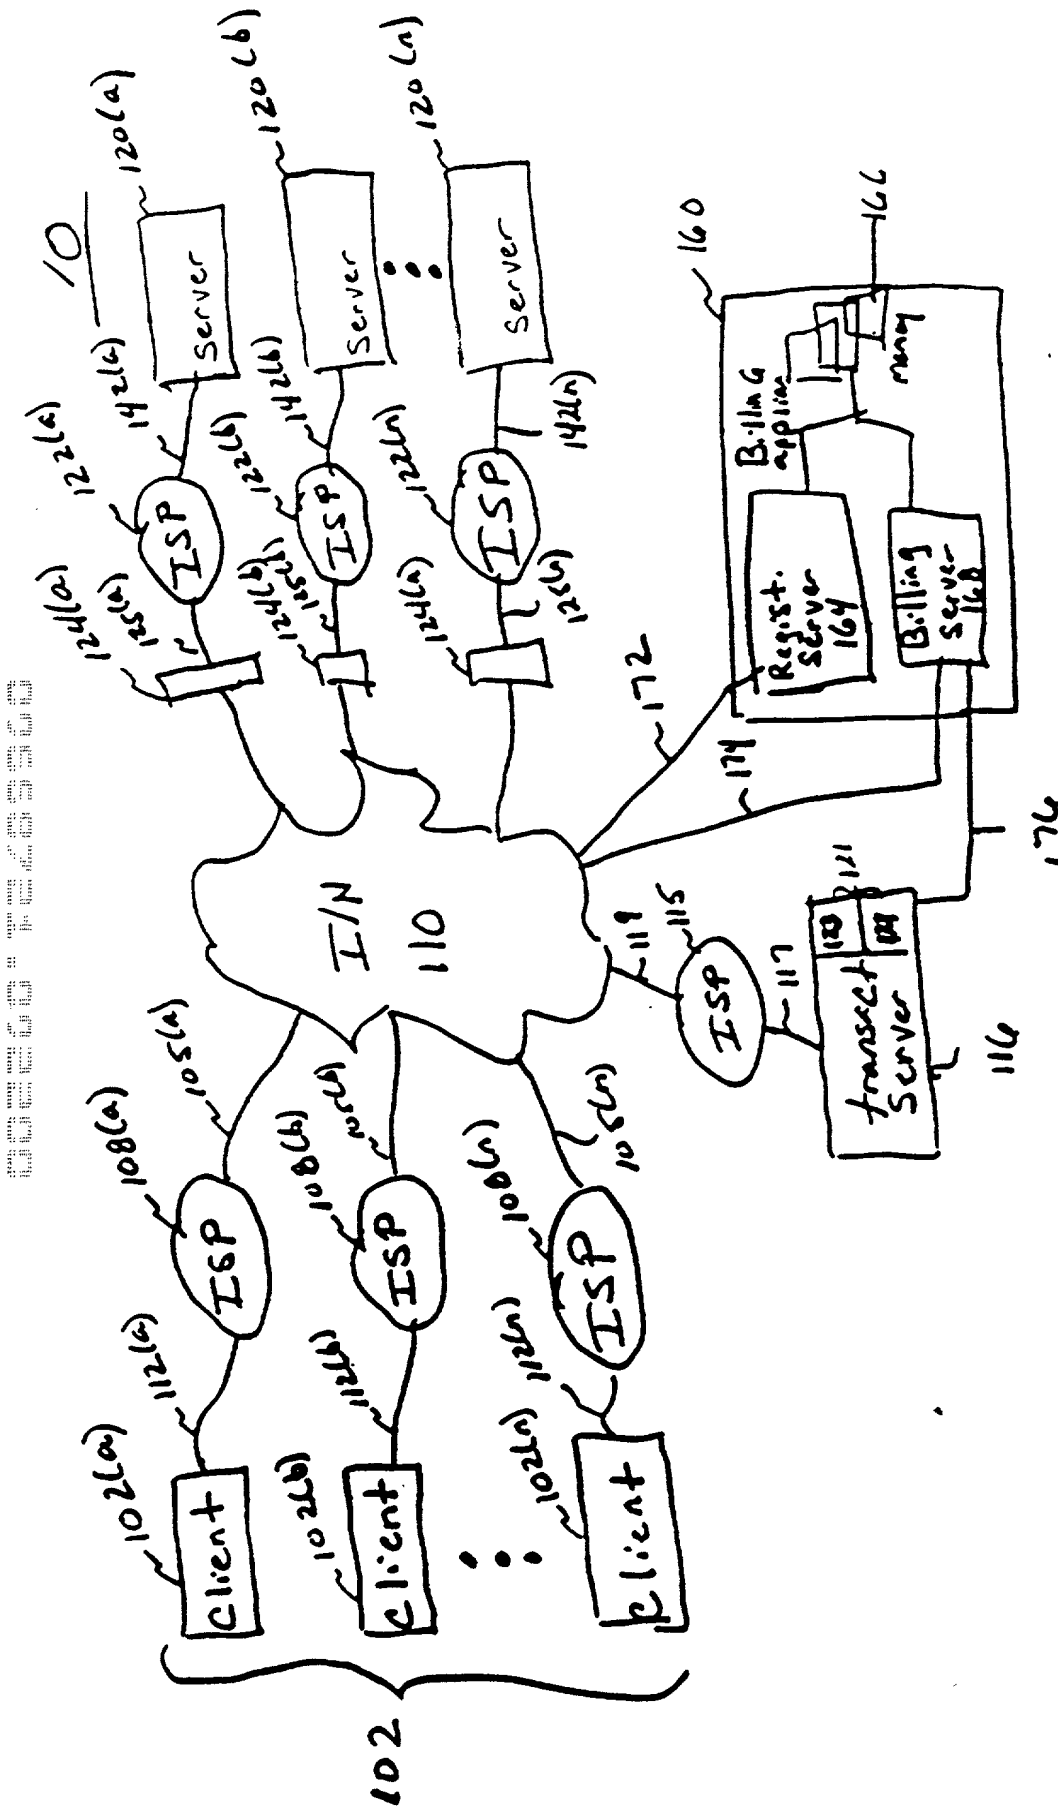 10
102
102(a)
Client
112(a)
108(a)
ISP
105(a)
102(b)
Client
112(b)
108(b)
ISP
105(b)
102(n)
Client
112(n)
108(n)
ISP
105(n)
I/N
110
124(a)
125(a)
122(a)
ISP
142(a)
120(a)
Server
124(b)
125(b)
122(b)
ISP
142(b)
120(b)
Server
124(n)
125(n)
122(n)
ISP
142(n)
120(n)
Server
119
115
ISP
117
transact
Server
116
123
121
172
174
176
160
Regist.
Server
164
Billing
Server
168
BillinG
166